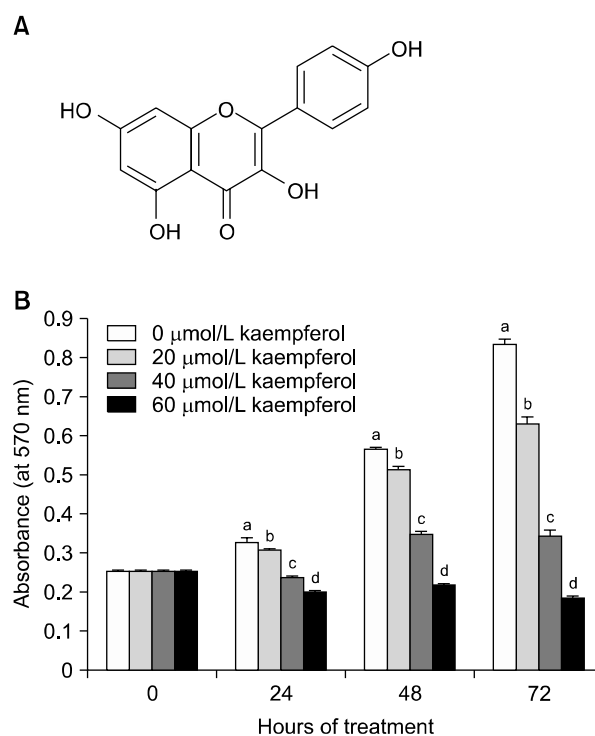 A
OH
HO
O
OH
OH
O
B
0.9
0.8
0.7
0.6
0.5
0.4
0.3
0.2
0.1
0
Absorbance (at 570 nm)
0 μmol/L kaempferol
20 μmol/L kaempferol
40 μmol/L kaempferol
60 μmol/L kaempferol
a
b
c
d
a
b
c
d
a
b
c
d
0 24 48 72
Hours of treatment